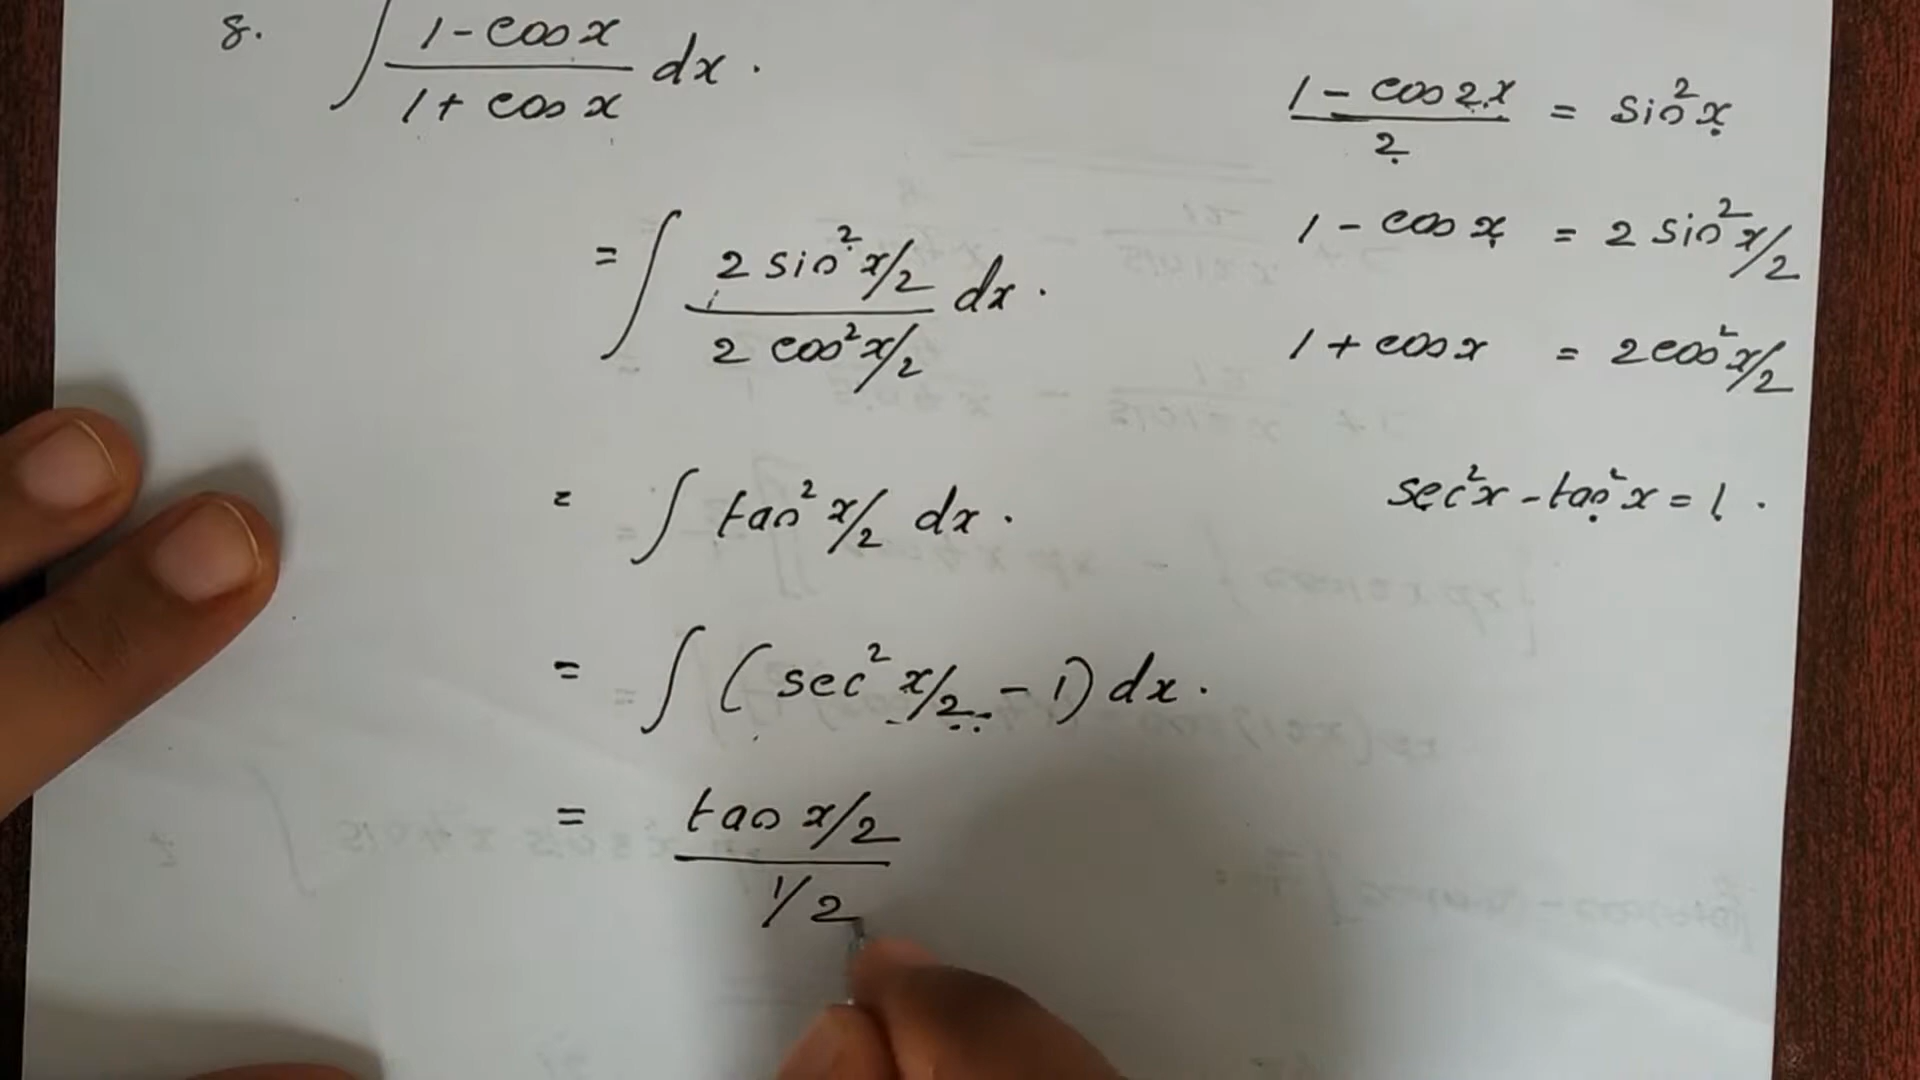 8. ∫ (1 - cos x)/(1 + cos x) dx.
(1 - cos 2x)/2 = sin²x
1 - cos x = 2 sin² x/2
= ∫ (2 sin² x/2)/(2 cos² x/2) dx.
1 + cos x = 2 cos² x/2
= ∫ tan² x/2 dx.
sec²x - tan²x = 1.
= ∫ (sec² x/2 - 1) dx.
= (tan x/2)/(1/2)